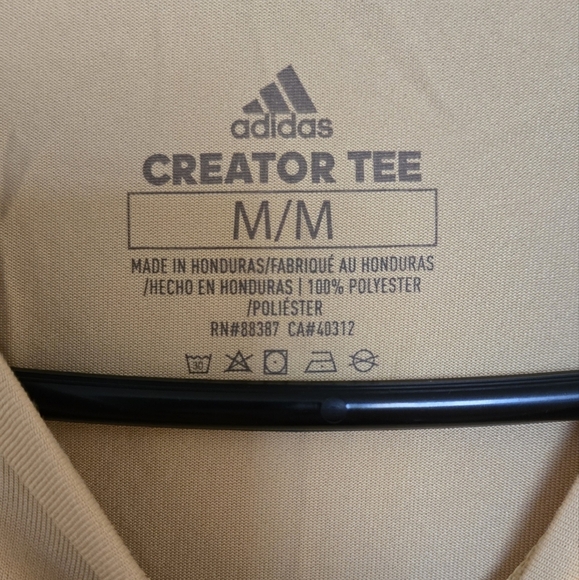 adidas
CREATOR TEE
M/M
MADE IN HONDURAS/FABRIQUÉ AU HONDURAS
/HECHO EN HONDURAS | 100% POLYESTER
/POLIÉSTER
RN#88387 CA#40312
30